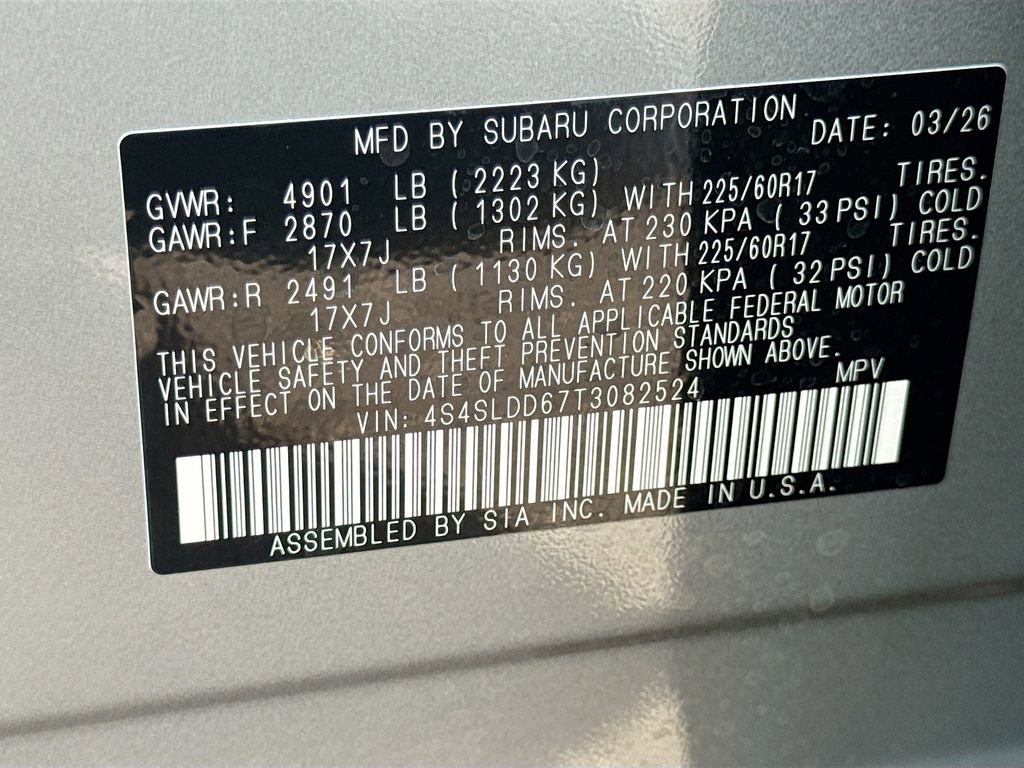 MFD BY SUBARU CORPORATION DATE: 03/26
GVWR: 4901 LB (2223 KG)
GAWR:F 2870 LB (1302 KG) WITH 225/60R17 TIRES.
17X7J RIMS. AT 230 KPA (33 PSI) COLD
GAWR:R 2491 LB (1130 KG) WITH 225/60R17 TIRES.
17X7J RIMS. AT 220 KPA (32 PSI) COLD
THIS VEHICLE CONFORMS TO ALL APPLICABLE FEDERAL MOTOR
VEHICLE SAFETY AND THEFT PREVENTION STANDARDS
IN EFFECT ON THE DATE OF MANUFACTURE SHOWN ABOVE.
VIN: 4S4SLDD67T3082524 MPV
ASSEMBLED BY SIA INC. MADE IN U.S.A.